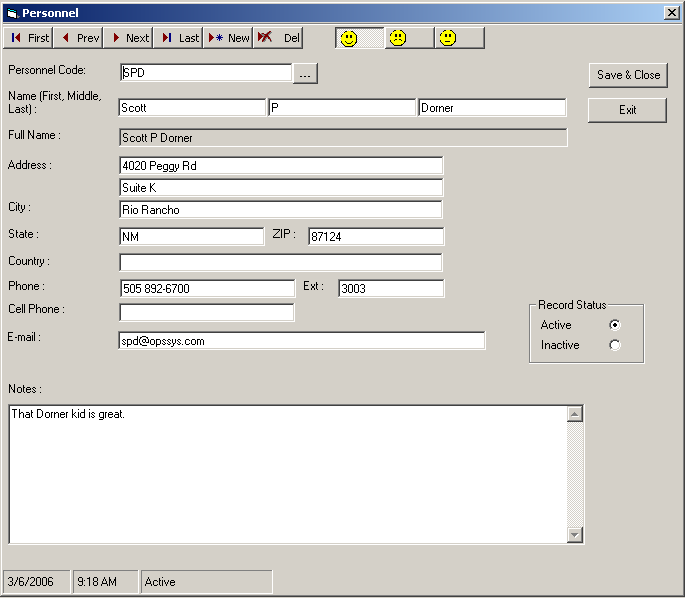 Personnel
First Prev Next Last New Del
Personnel Code: SPD ...
Save & Close
Name (First, Middle,
Last) : Scott P Dorner
Exit
Full Name : Scott P Dorner
Address : 4020 Peggy Rd
Suite K
City : Rio Rancho
State : NM ZIP : 87124
Country :
Phone : 505 892-6700 Ext : 3003
Cell Phone :
Record Status
Active
Inactive
E-mail : spd@opssys.com
Notes :
That Dorner kid is great.
3/6/2006 9:18 AM Active